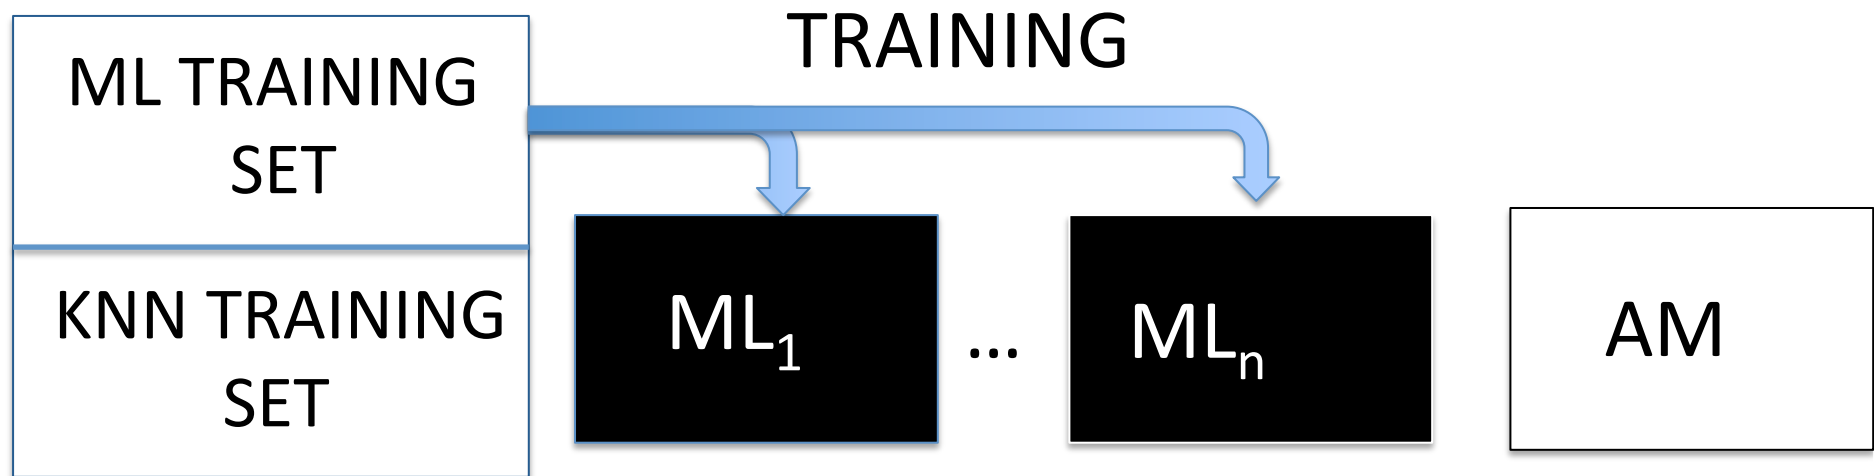 TRAINING
ML TRAINING
SET
KNN TRAINING
SET
ML₁
...
MLₙ
AM